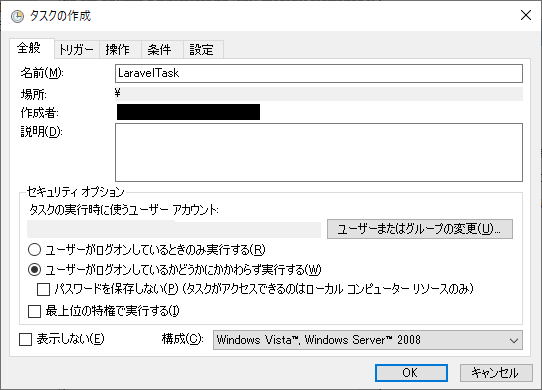 タスクの作成
全般 トリガー 操作 条件 設定
名前(M): LaravelTask
場所: ¥
作成者:
説明(D):
セキュリティ オプション
タスクの実行時に使うユーザー アカウント:
ユーザーまたはグループの変更(U)...
ユーザーがログオンしているときのみ実行する(R)
ユーザーがログオンしているかどうかにかかわらず実行する(W)
パスワードを保存しない(P) (タスクがアクセスできるのはローカル コンピューター リソースのみ)
最上位の特権で実行する(I)
表示しない(E) 構成(C): Windows Vista™, Windows Server™ 2008
OK キャンセル